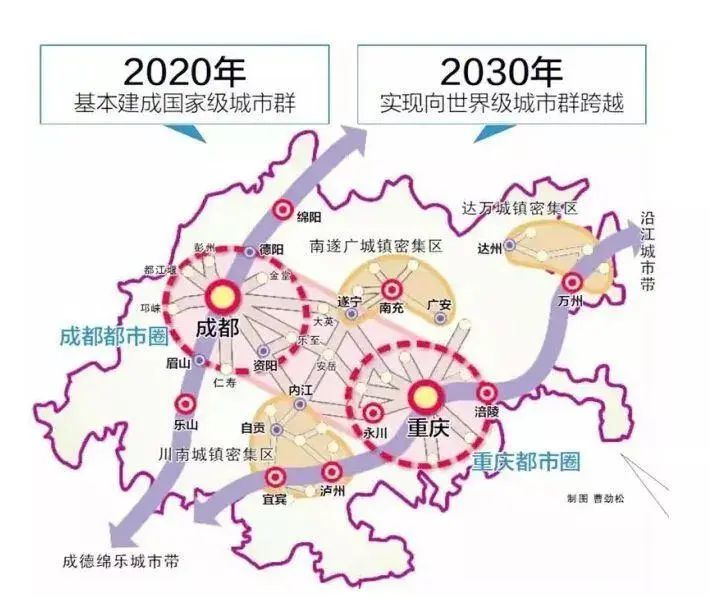 2020年
基本建成国家级城市群
2030年
实现向世界级城市群跨越
绵阳
达万城镇密集区
沿江城市带
彭州
德阳
南遂广城镇密集区
达州
都江堰
金堂
万州
邛崃
遂宁
南充
广安
成都
大英
成都都市圈
乐至
眉山
资阳
安岳
仁寿
内江
重庆
涪陵
乐山
自贡
永川
川南城镇密集区
重庆都市圈
宜宾
泸州
制图 曹劲松
成德绵乐城市带